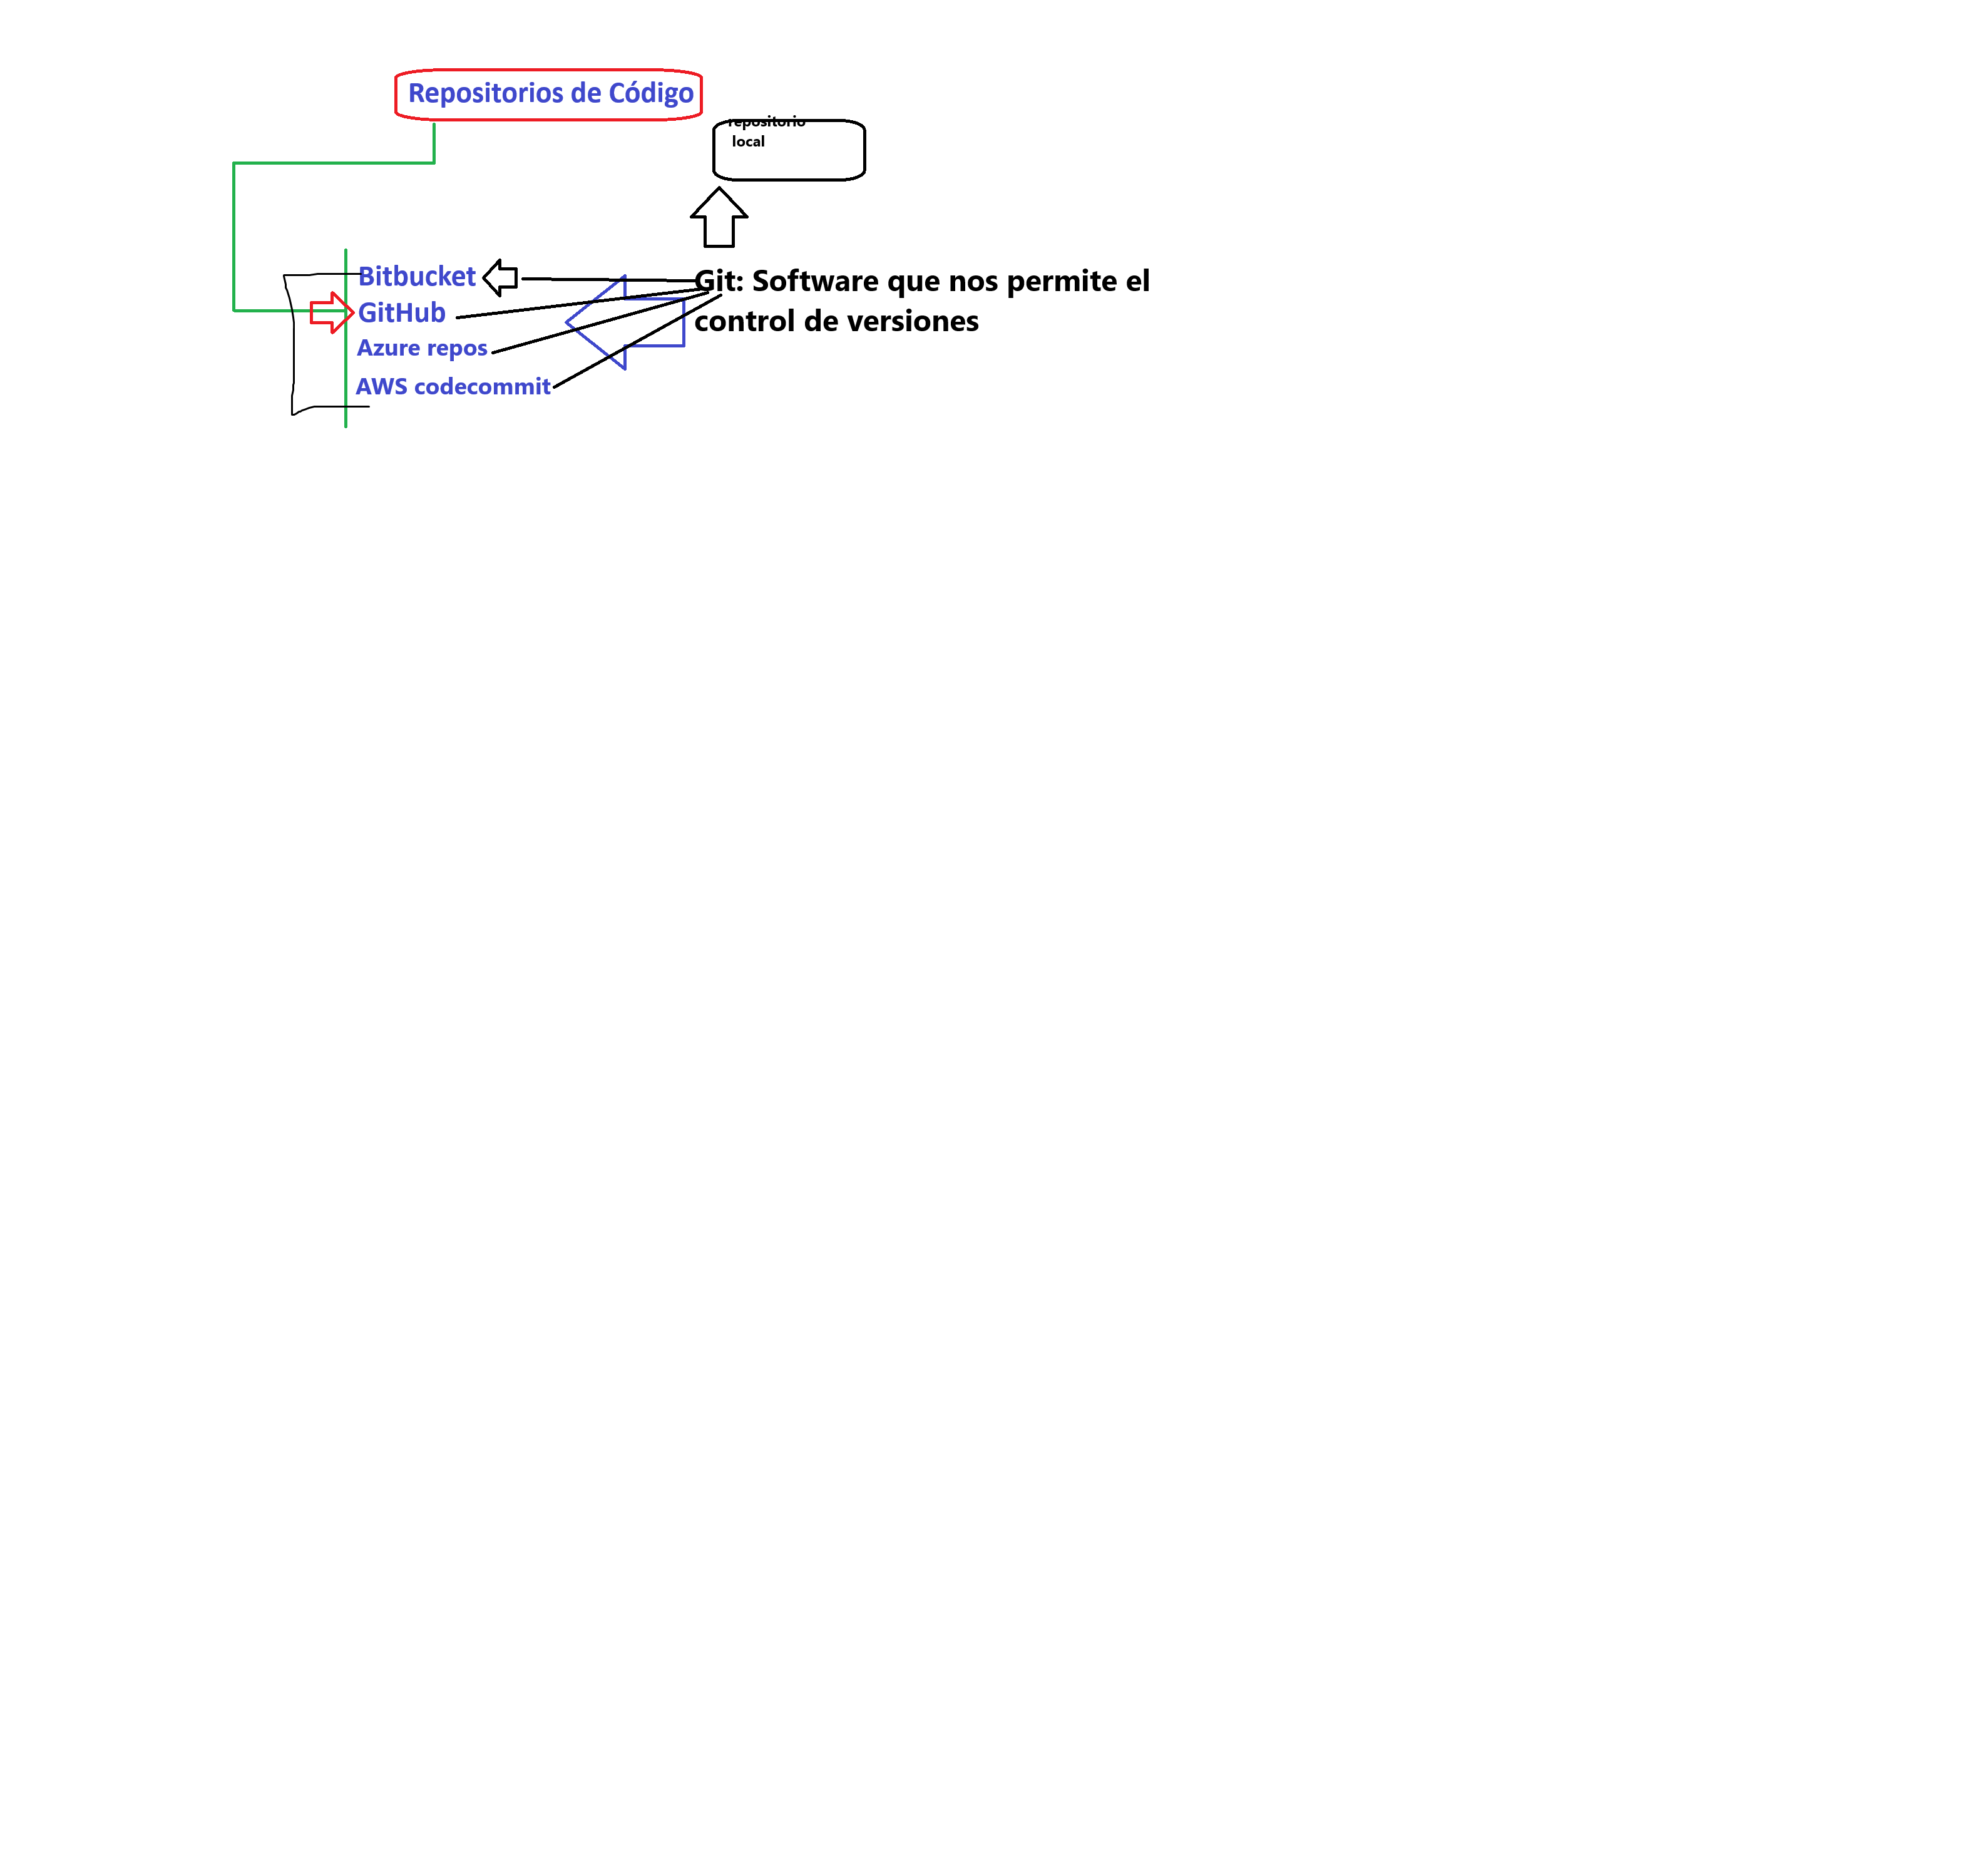 Repositorios de Código
repositorio
local
Bitbucket
GitHub
Azure repos
AWS codecommit
Git: Software que nos permite el
control de versiones